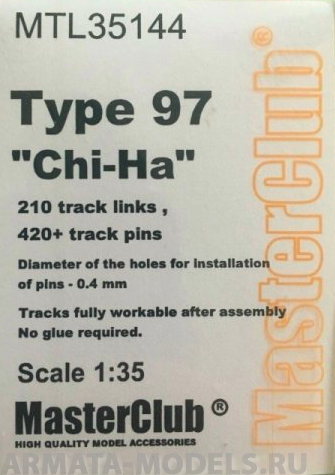 MTL35144
Type 97
"Chi-Ha"
210 track links ,
420+ track pins
Diameter of the holes for installation
of pins - 0.4 mm
Tracks fully workable after assembly
No glue required.
Scale 1:35
MasterClub ®
HIGH QUALITY MODEL ACCESSORIES
MasterClub®
ARMATA-MODELS.RU